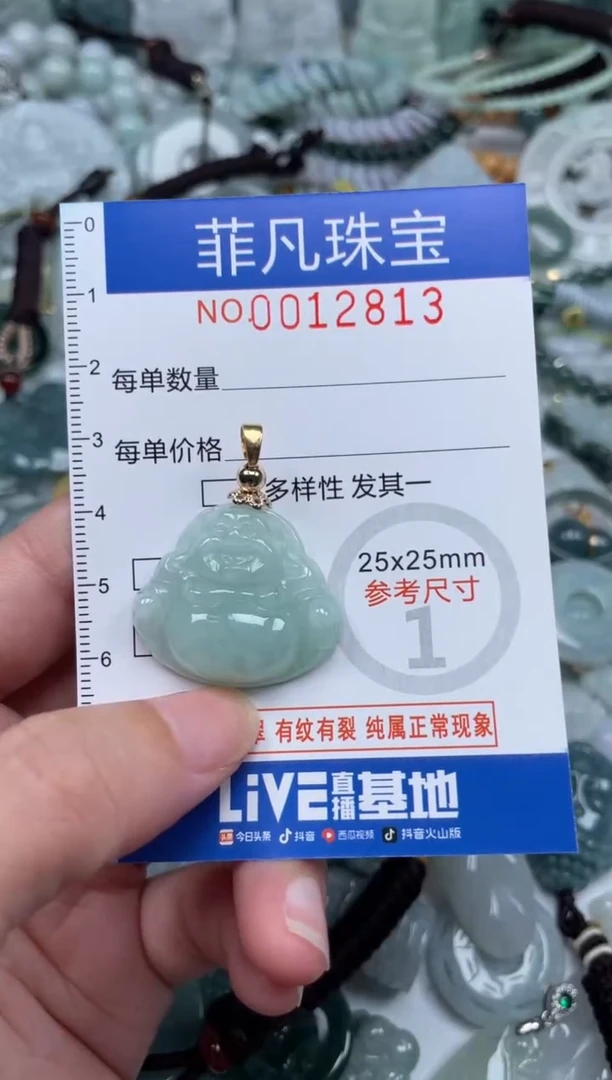 0
菲凡珠宝
1
NO.0012813
2
每单数量
3
每单价格
多样性 发其一
4
25x25mm
5
参考尺寸
1
6
有纹有裂 纯属正常现象
LiVE直播基地
头条 今日头条 抖音 西瓜视频 抖音火山版